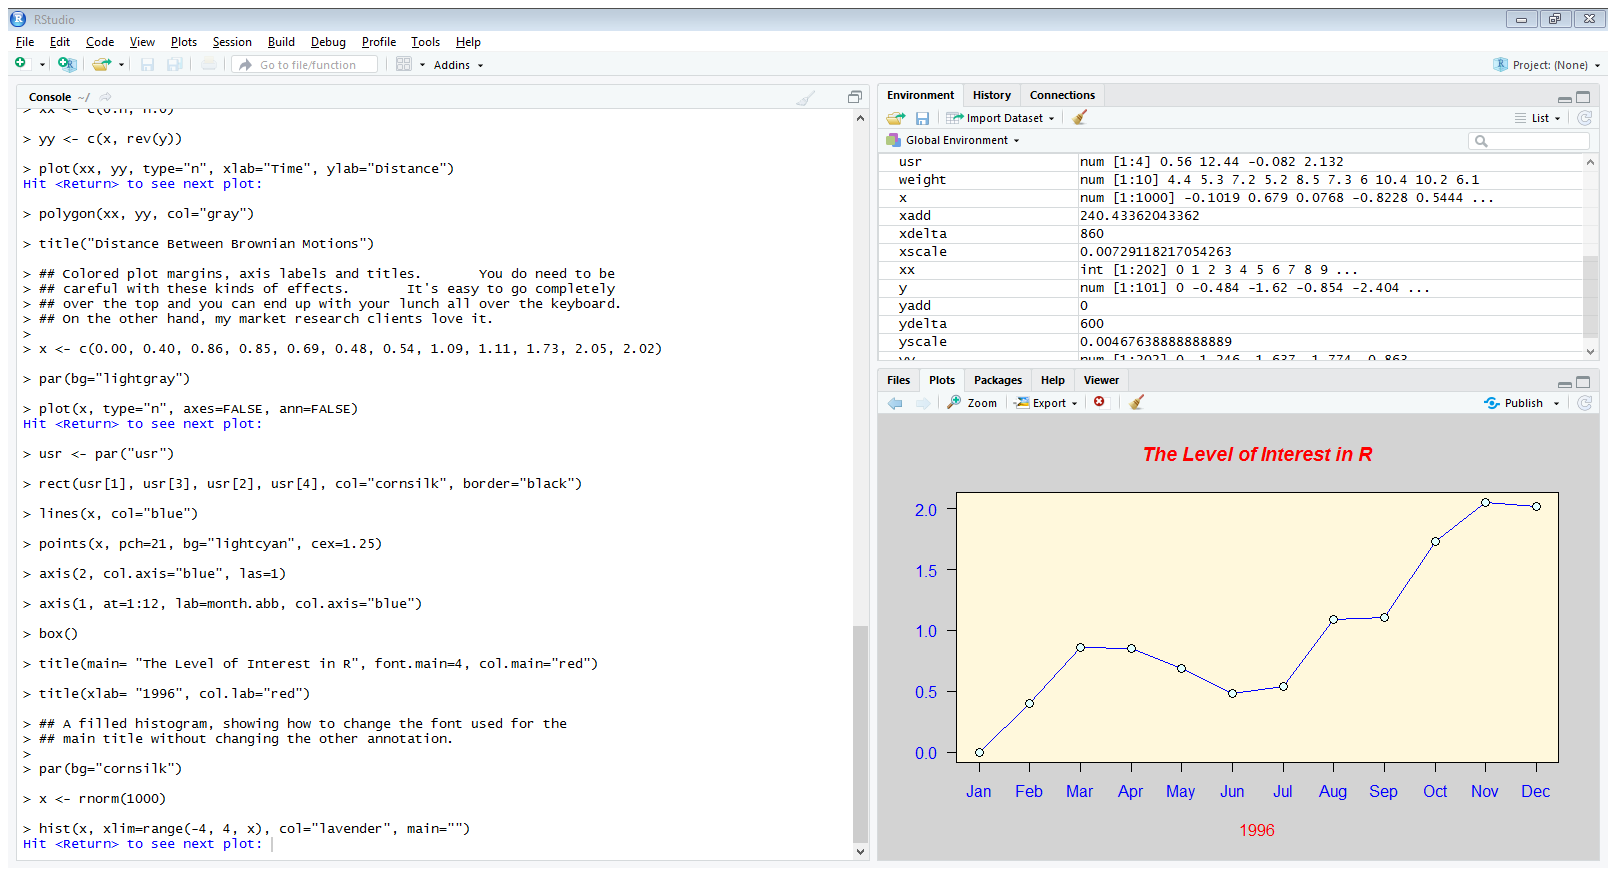 RStudio
File Edit Code View Plots Session Build Debug Profile Tools Help
Go to file/function Addins Project: (None)
Console ~/
> yy <- c(x, rev(y))
> plot(xx, yy, type="n", xlab="Time", ylab="Distance")
Hit <Return> to see next plot:
> polygon(xx, yy, col="gray")
> title("Distance Between Brownian Motions")
> ## Colored plot margins, axis labels and titles.       You do need to be
> ## careful with these kinds of effects.       It's easy to go completely
> ## over the top and you can end up with your lunch all over the keyboard.
> ## On the other hand, my market research clients love it.
>
> x <- c(0.00, 0.40, 0.86, 0.85, 0.69, 0.48, 0.54, 1.09, 1.11, 1.73, 2.05, 2.02)
> par(bg="lightgray")
> plot(x, type="n", axes=FALSE, ann=FALSE)
Hit <Return> to see next plot:
> usr <- par("usr")
> rect(usr[1], usr[3], usr[2], usr[4], col="cornsilk", border="black")
> lines(x, col="blue")
> points(x, pch=21, bg="lightcyan", cex=1.25)
> axis(2, col.axis="blue", las=1)
> axis(1, at=1:12, lab=month.abb, col.axis="blue")
> box()
> title(main= "The Level of Interest in R", font.main=4, col.main="red")
> title(xlab= "1996", col.lab="red")
> ## A filled histogram, showing how to change the font used for the
> ## main title without changing the other annotation.
>
> par(bg="cornsilk")
> x <- rnorm(1000)
> hist(x, xlim=range(-4, 4, x), col="lavender", main="")
Hit <Return> to see next plot:
Environment History Connections
Import Dataset List
Global Environment
usr num [1:4] 0.56 12.44 -0.082 2.132
weight num [1:10] 4.4 5.3 7.2 5.2 8.5 7.3 6 10.4 10.2 6.1
x num [1:1000] -0.1019 0.679 0.0768 -0.8228 0.5444 ...
xadd 240.43362043362
xdelta 860
xscale 0.00729118217054263
xx int [1:202] 0 1 2 3 4 5 6 7 8 9 ...
y num [1:101] 0 -0.484 -1.62 -0.854 -2.404 ...
yadd 0
ydelta 600
yscale 0.00467638888888889
Files Plots Packages Help Viewer
Zoom Export Publish
The Level of Interest in R
2.0
1.5
1.0
0.5
0.0
Jan Feb Mar Apr May Jun Jul Aug Sep Oct Nov Dec
1996